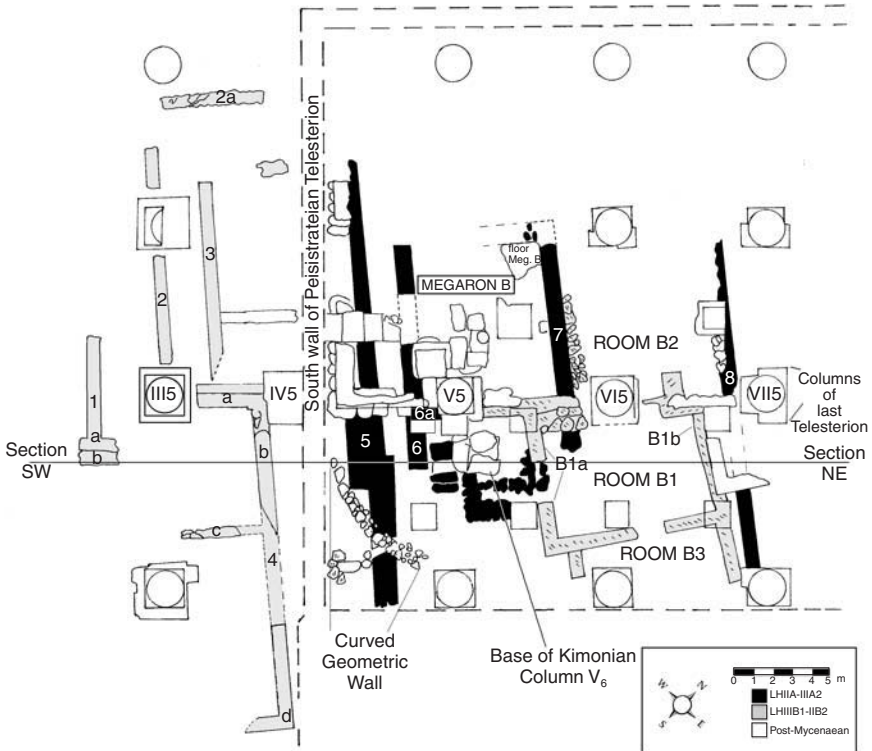 2a
South wall of Peisistrateian Telesterion
3
floor
Meg. B
MEGARON B
2
7
ROOM B2
1
III5
IV5
a
V5
VI5
8
VII5
Columns
of
last
Telesterion
6a
a
b
b
5
6
B1a
B1b
Section
SW
0
Section
NE
ROOM B1
c
4
ROOM B3
Curved
Geometric
Wall
Base of Kimonian
Column V6
d
W
N
S
E
0 1 2 3 4 5 m
LHIIA-IIIA2
LHIIIB1-IIB2
Post-Mycenaean